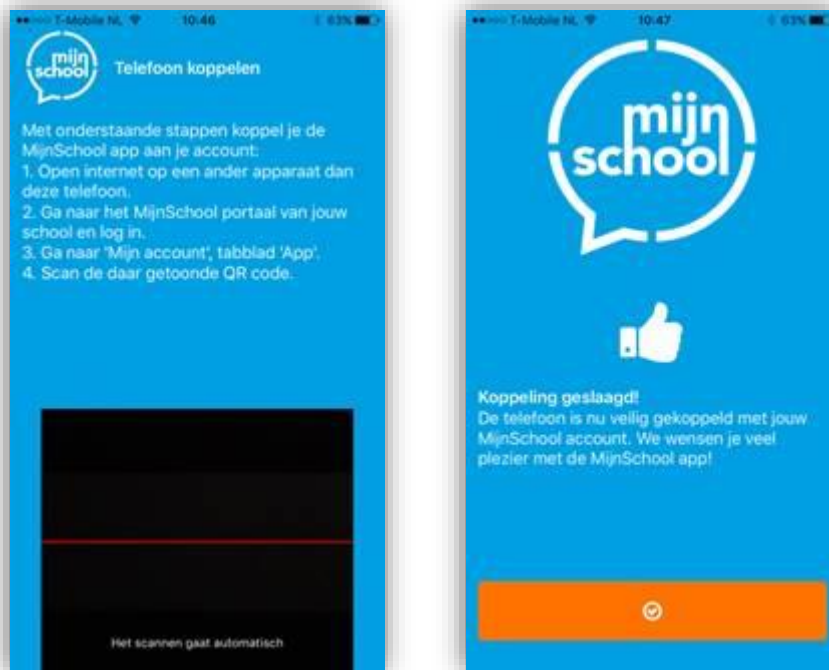 T-Mobile NL 10:46 63%
mijn
school
Telefoon koppelen
Met onderstaande stappen koppel je de
MijnSchool app aan je account:
1. Open internet op een ander apparaat dan
deze telefoon.
2. Ga naar het MijnSchool portaal van jouw
school en log in.
3. Ga naar 'Mijn account', tabblad 'App'.
4. Scan de daar getoonde QR code.
Het scannen gaat automatisch
T-Mobile NL 10:47 63%
mijn
school
Koppeling geslaagd!
De telefoon is nu veilig gekoppeld met jouw
MijnSchool account. We wensen je veel
plezier met de MijnSchool app!